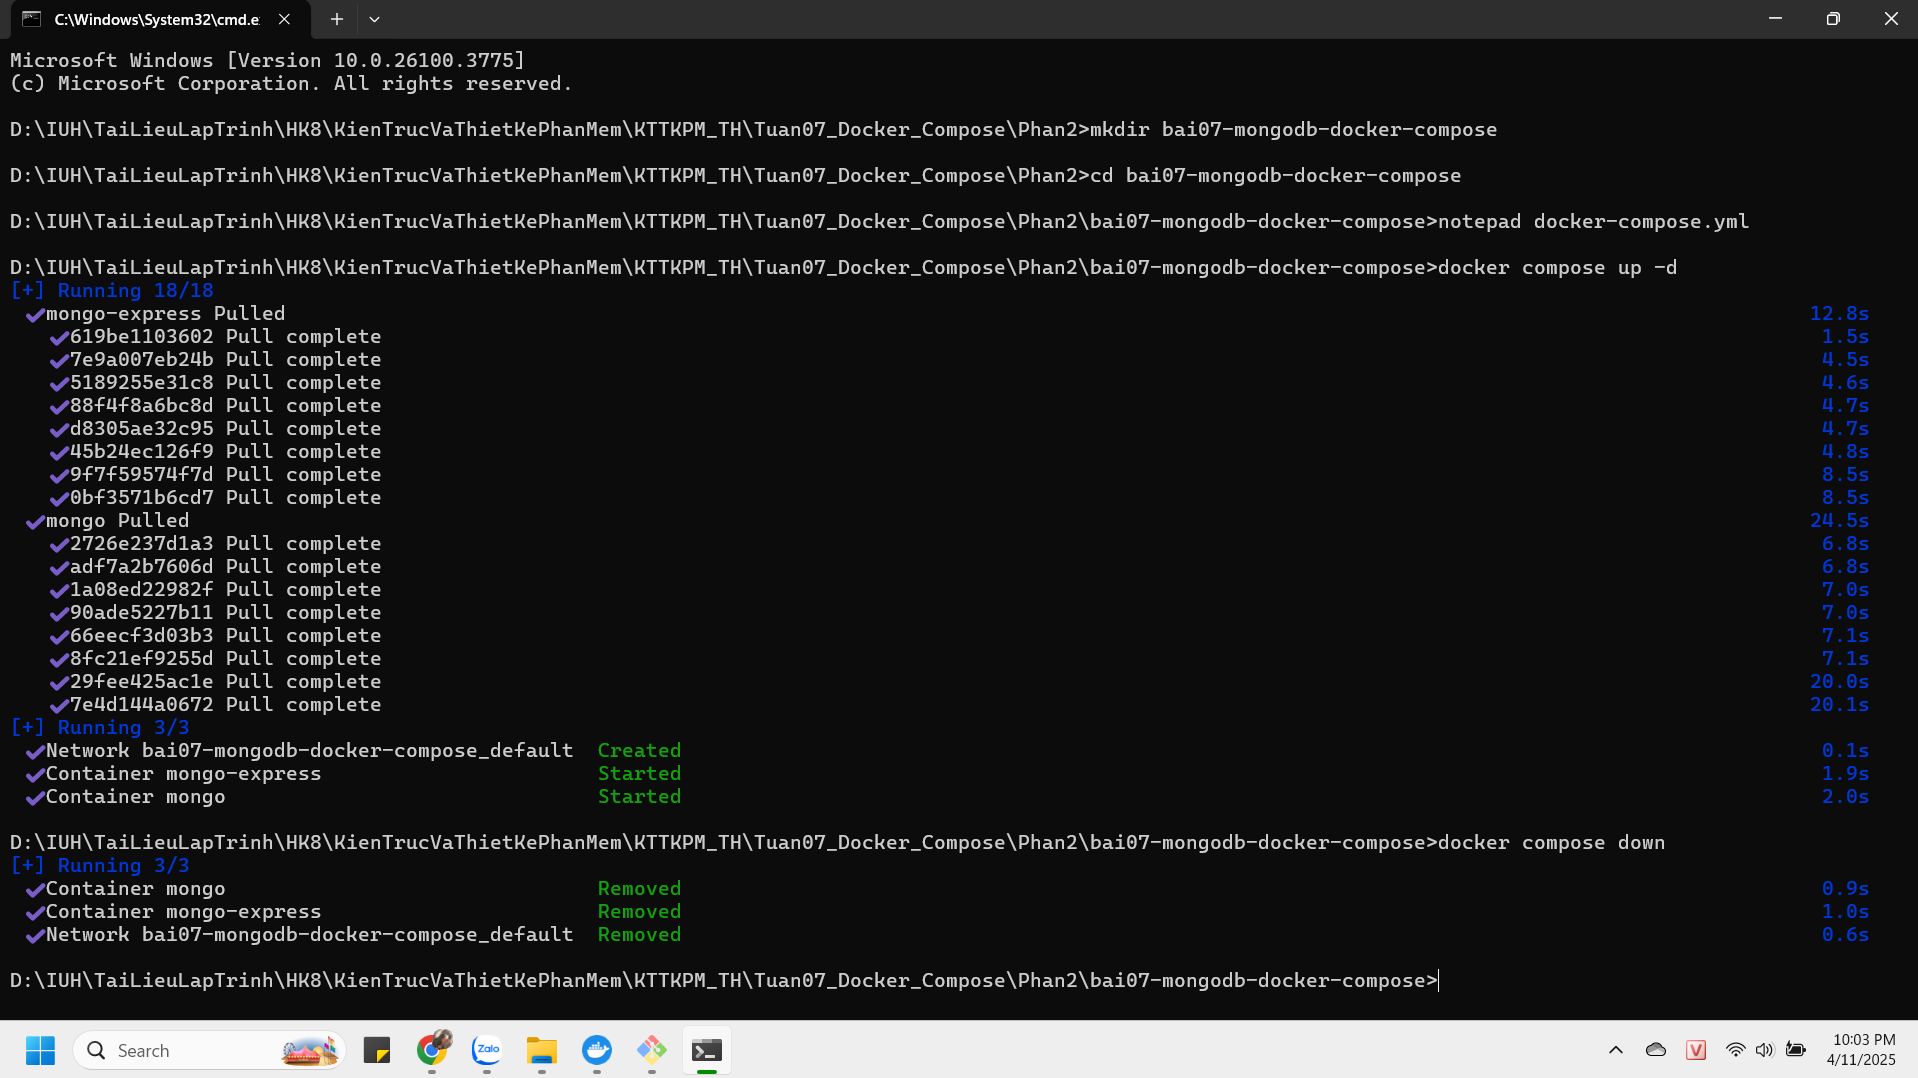 C:\Windows\System32\cmd.e
Microsoft Windows [Version 10.0.26100.3775]
(c) Microsoft Corporation. All rights reserved.
D:\IUH\TaiLieuLapTrinh\HK8\KienTrucVaThietKePhanMem\KTTKPM_TH\Tuan07_Docker_Compose\Phan2>mkdir bai07-mongodb-docker-compose
D:\IUH\TaiLieuLapTrinh\HK8\KienTrucVaThietKePhanMem\KTTKPM_TH\Tuan07_Docker_Compose\Phan2>cd bai07-mongodb-docker-compose
D:\IUH\TaiLieuLapTrinh\HK8\KienTrucVaThietKePhanMem\KTTKPM_TH\Tuan07_Docker_Compose\Phan2\bai07-mongodb-docker-compose>notepad docker-compose.yml
D:\IUH\TaiLieuLapTrinh\HK8\KienTrucVaThietKePhanMem\KTTKPM_TH\Tuan07_Docker_Compose\Phan2\bai07-mongodb-docker-compose>docker compose up -d
[+] Running 18/18
✔mongo-express Pulled 12.8s
✔619be1103602 Pull complete 1.5s
✔7e9a007eb24b Pull complete 4.5s
✔5189255e31c8 Pull complete 4.6s
✔88f4f8a6bc8d Pull complete 4.7s
✔d8305ae32c95 Pull complete 4.7s
✔45b24ec126f9 Pull complete 4.8s
✔9f7f59574f7d Pull complete 8.5s
✔0bf3571b6cd7 Pull complete 8.5s
✔mongo Pulled 24.5s
✔2726e237d1a3 Pull complete 6.8s
✔adf7a2b7606d Pull complete 6.8s
✔1a08ed22982f Pull complete 7.0s
✔90ade5227b11 Pull complete 7.0s
✔66eecf3d03b3 Pull complete 7.1s
✔8fc21ef9255d Pull complete 7.1s
✔29fee425ac1e Pull complete 20.0s
✔7e4d144a0672 Pull complete 20.1s
[+] Running 3/3
✔Network bai07-mongodb-docker-compose_default Created 0.1s
✔Container mongo-express Started 1.9s
✔Container mongo Started 2.0s
D:\IUH\TaiLieuLapTrinh\HK8\KienTrucVaThietKePhanMem\KTTKPM_TH\Tuan07_Docker_Compose\Phan2\bai07-mongodb-docker-compose>docker compose down
[+] Running 3/3
✔Container mongo Removed 0.9s
✔Container mongo-express Removed 1.0s
✔Network bai07-mongodb-docker-compose_default Removed 0.6s
D:\IUH\TaiLieuLapTrinh\HK8\KienTrucVaThietKePhanMem\KTTKPM_TH\Tuan07_Docker_Compose\Phan2\bai07-mongodb-docker-compose>
Search
Zalo
V
10:03 PM
4/11/2025